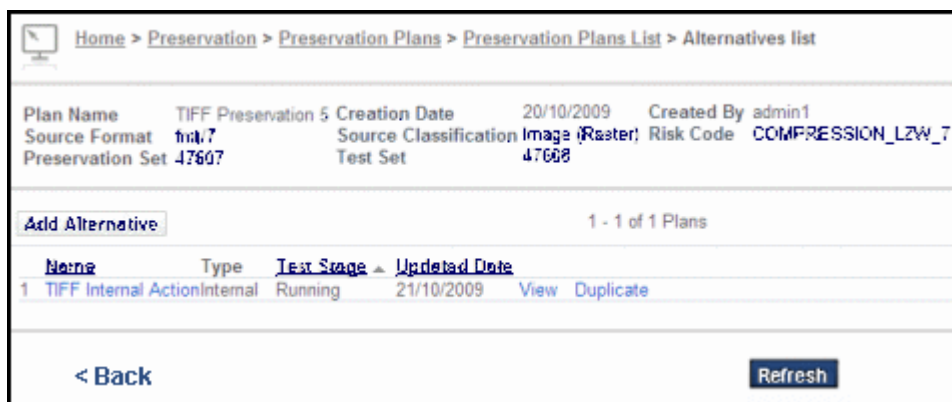 Home > Preservation > Preservation Plans > Preservation Plans List > Alternatives list
Plan Name TIFF Preservation 5 Creation Date 20/10/2009 Created By admin1
Source Format fmt/7 Source Classification Image (Raster) Risk Code COMPRESSION_LZW_7
Preservation Set 47607 Test Set 47608
Add Alternative 1 - 1 of 1 Plans
Name Type Test Stage Updated Date
1 TIFF Internal Action Internal Running 21/10/2009 View Duplicate
< Back Refresh